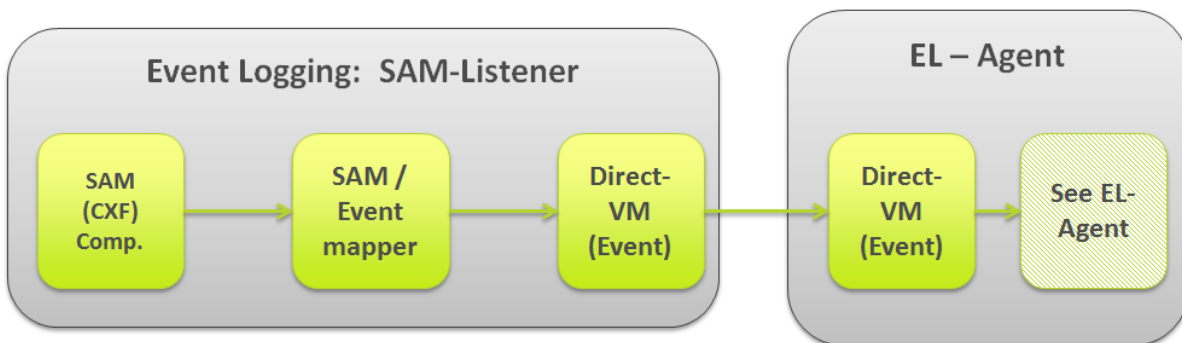 Event Logging: SAM-Listener
SAM
(CXF)
Comp.
SAM /
Event
mapper
Direct-
VM
(Event)
EL – Agent
Direct-
VM
(Event)
See EL-
Agent